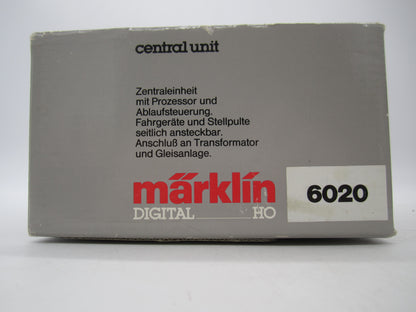 central unit
Zentraleinheit
mit Prozessor und
Ablaufsteuerung.
Fahrgeräte und Stellpulte
seitlich ansteckbar.
Anschluß an Transformator
und Gleisanlage.
märklin
DIGITAL HO
6020